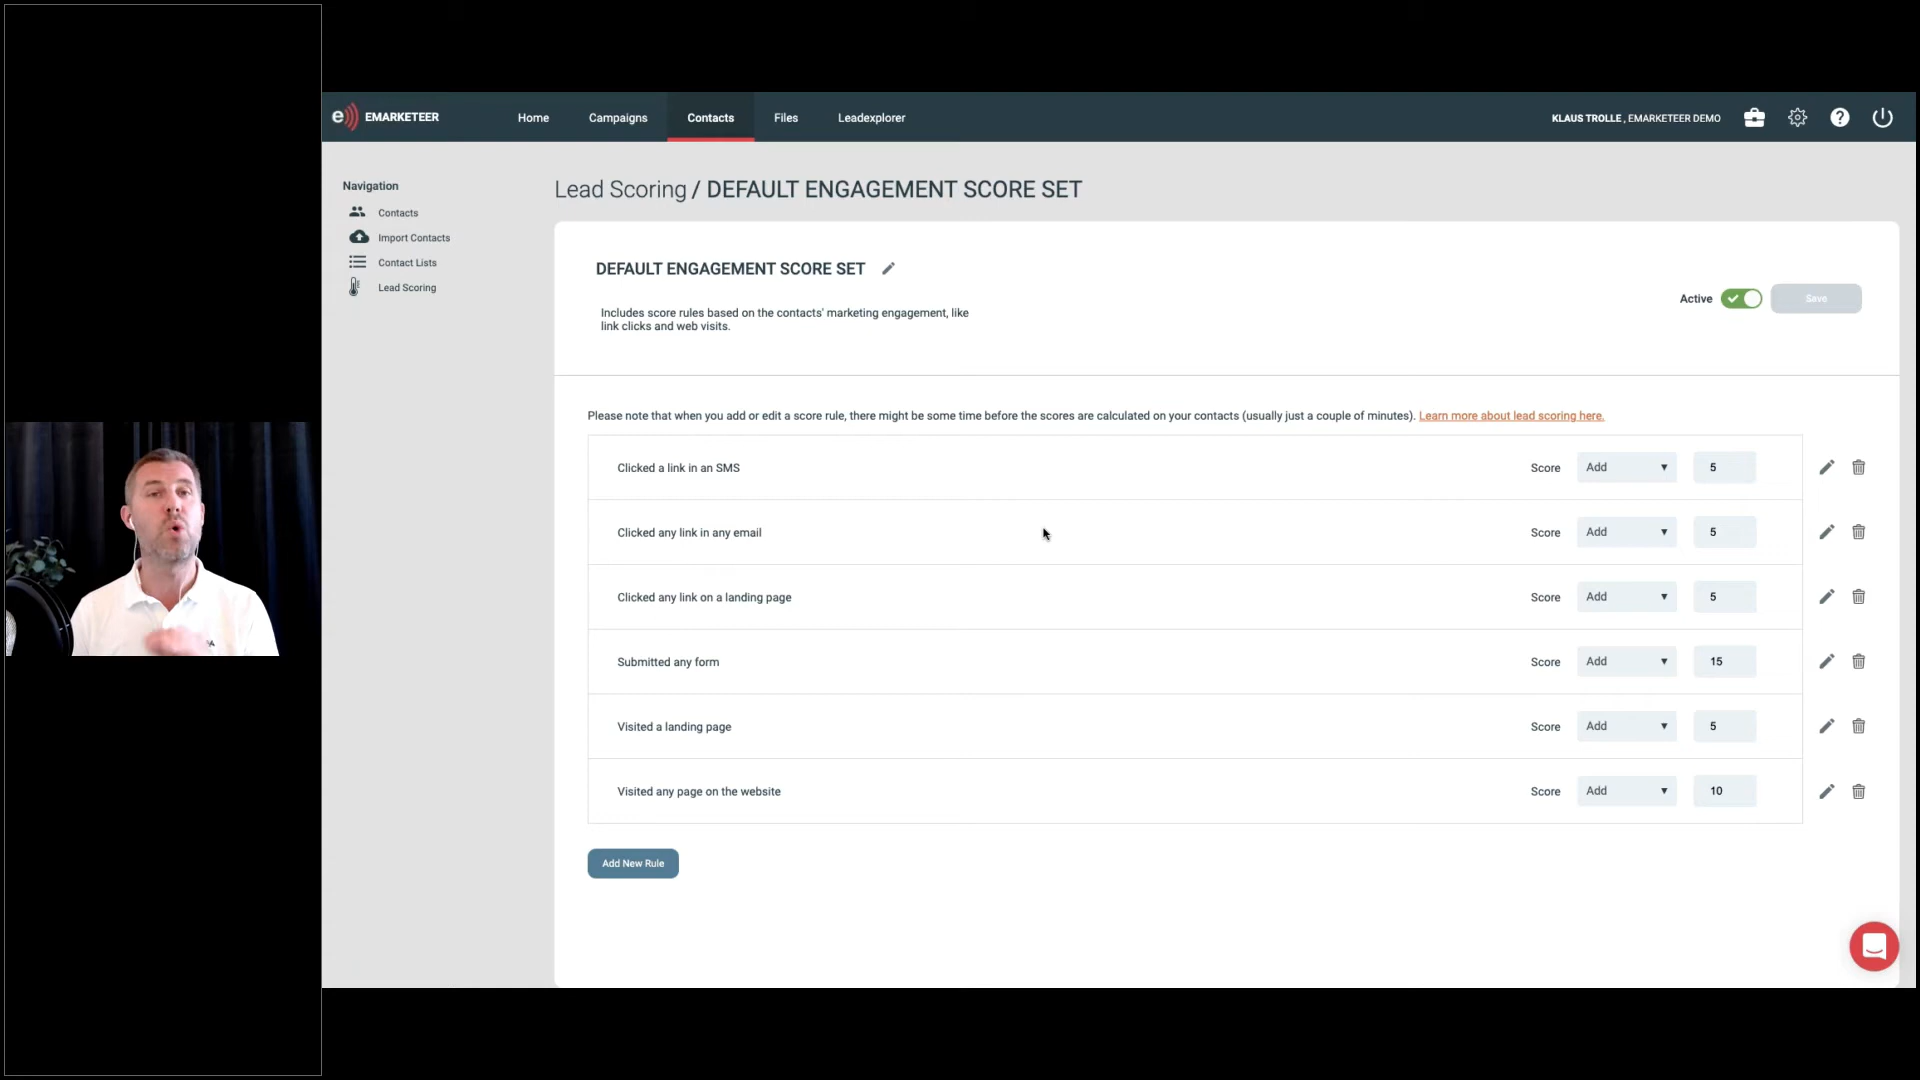 e EMARKETEER
Home Campaigns Contacts Files Leadexplorer
KLAUS TROLLE , EMARKETEER DEMO
Navigation
Contacts
Import Contacts
Contact Lists
Lead Scoring
Lead Scoring / DEFAULT ENGAGEMENT SCORE SET
DEFAULT ENGAGEMENT SCORE SET
Includes score rules based on the contacts' marketing engagement, like
link clicks and web visits.
Active Save
Please note that when you add or edit a score rule, there might be some time before the scores are calculated on your contacts (usually just a couple of minutes). Learn more about lead scoring here.
Clicked a link in an SMS Score Add 5
Clicked any link in any email Score Add 5
Clicked any link on a landing page Score Add 5
Submitted any form Score Add 15
Visited a landing page Score Add 5
Visited any page on the website Score Add 10
Add New Rule